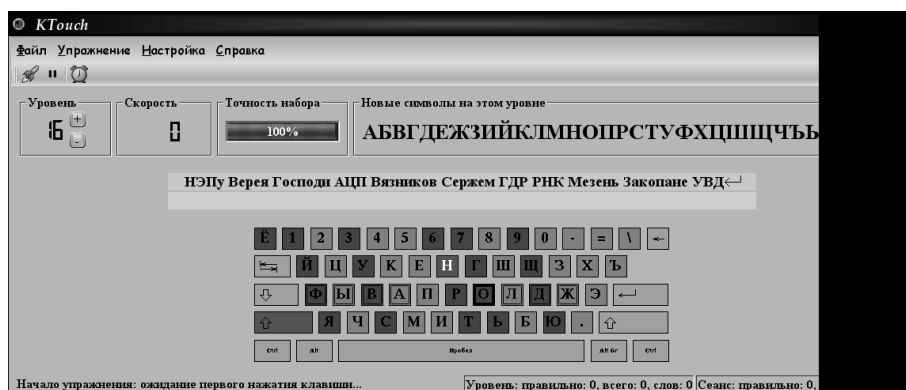 KTouch
Файл Упражнение Настройка Справка
Уровень Скорость Точность набора Новые символы на этом уровне
16 + - 0 100% АБВГДЕЖЗИЙКЛМНОПРСТУФХЦШЩЧЪЬ
НЭПу Верея Господи АЦП Вязников Сержем ГДР РНК Мезень Закопане УВД
Ё 1 2 3 4 5 6 7 8 9 0 - = \
Й Ц У К Е Н Г Ш Щ З Х Ъ
Ф Ы В А П Р О Л Д Ж Э
Я Ч С М И Т Ь Б Ю .
Ctrl Alt Пробел Alt Gr Ctrl
Начало упражнения: ожидание первого нажатия клавиши... Уровень: правильно: 0, всего: 0, слов: 0 Сеанс: правильно: 0,